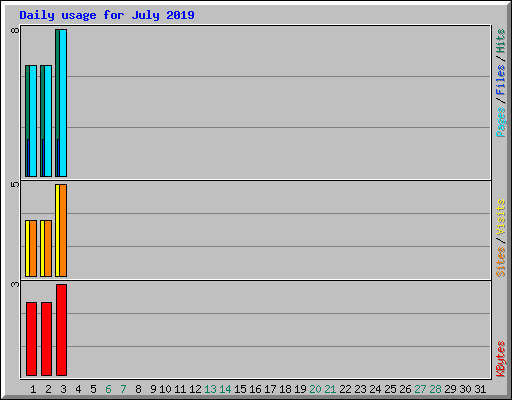 Daily usage for July 2019
8
5
3
Pages/Files/Hits
Sites/Visits
KBytes
1 2 3 4 5 6 7 8 9 10 11 12 13 14 15 16 17 18 19 20 21 22 23 24 25 26 27 28 29 30 31